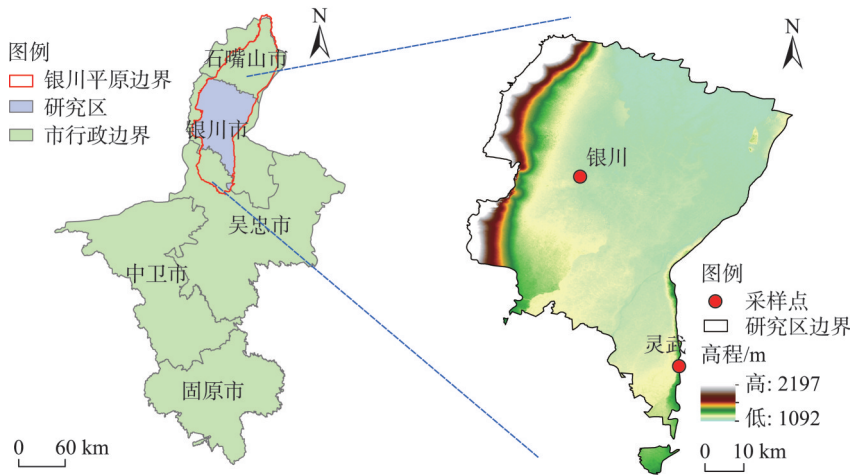 N
图例
银川平原边界
研究区
市行政边界
石嘴山市
银川市
吴忠市
中卫市
固原市
0 60 km
N
银川
灵武
图例
采样点
研究区边界
高程/m
高: 2197
低: 1092
0 10 km